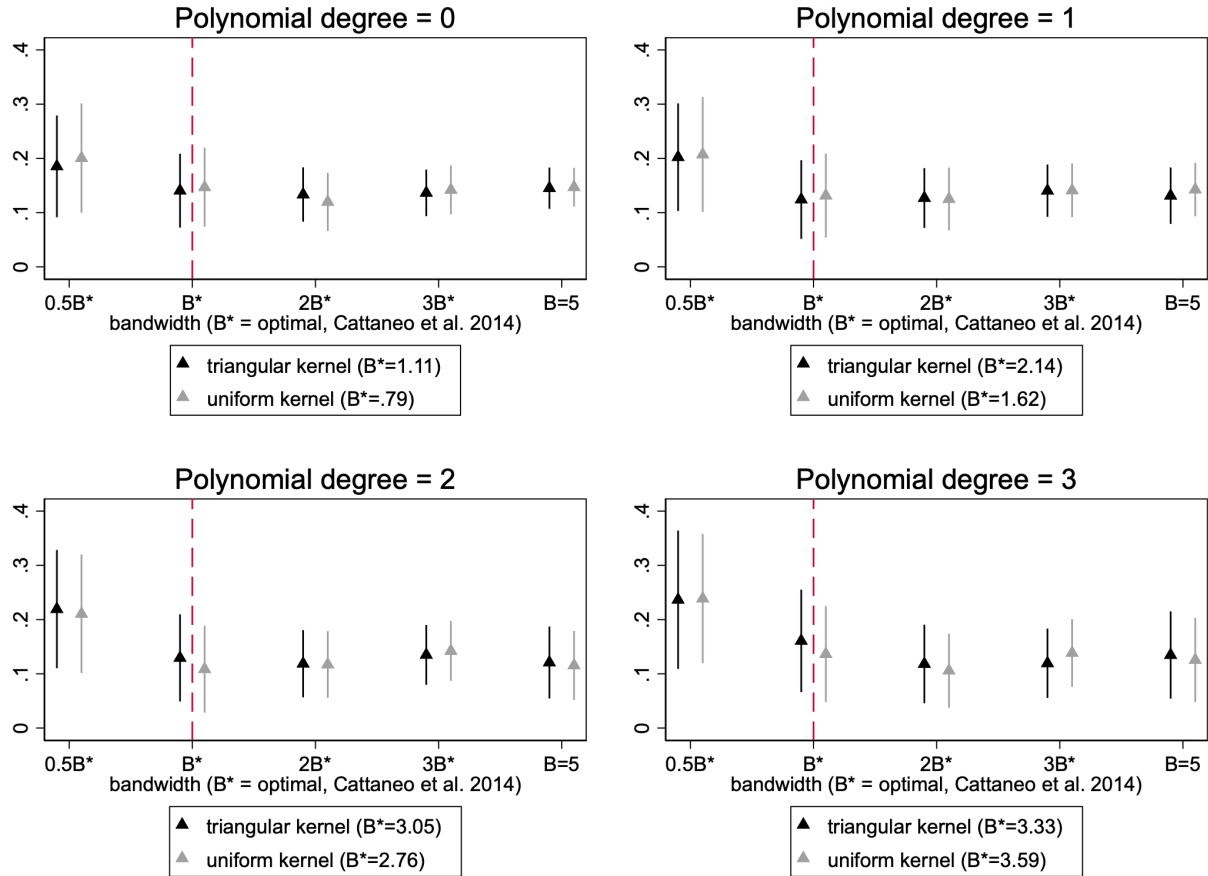 Polynomial degree = 0
.4
.3
.2
.1
0
0.5B* B* 2B* 3B* B=5
bandwidth (B* = optimal, Cattaneo et al. 2014)
triangular kernel (B*=1.11)
uniform kernel (B*=.79)
Polynomial degree = 1
.4
.3
.2
.1
0
0.5B* B* 2B* 3B* B=5
bandwidth (B* = optimal, Cattaneo et al. 2014)
triangular kernel (B*=2.14)
uniform kernel (B*=1.62)
Polynomial degree = 2
.4
.3
.2
.1
0
0.5B* B* 2B* 3B* B=5
bandwidth (B* = optimal, Cattaneo et al. 2014)
triangular kernel (B*=3.05)
uniform kernel (B*=2.76)
Polynomial degree = 3
.4
.3
.2
.1
0
0.5B* B* 2B* 3B* B=5
bandwidth (B* = optimal, Cattaneo et al. 2014)
triangular kernel (B*=3.33)
uniform kernel (B*=3.59)